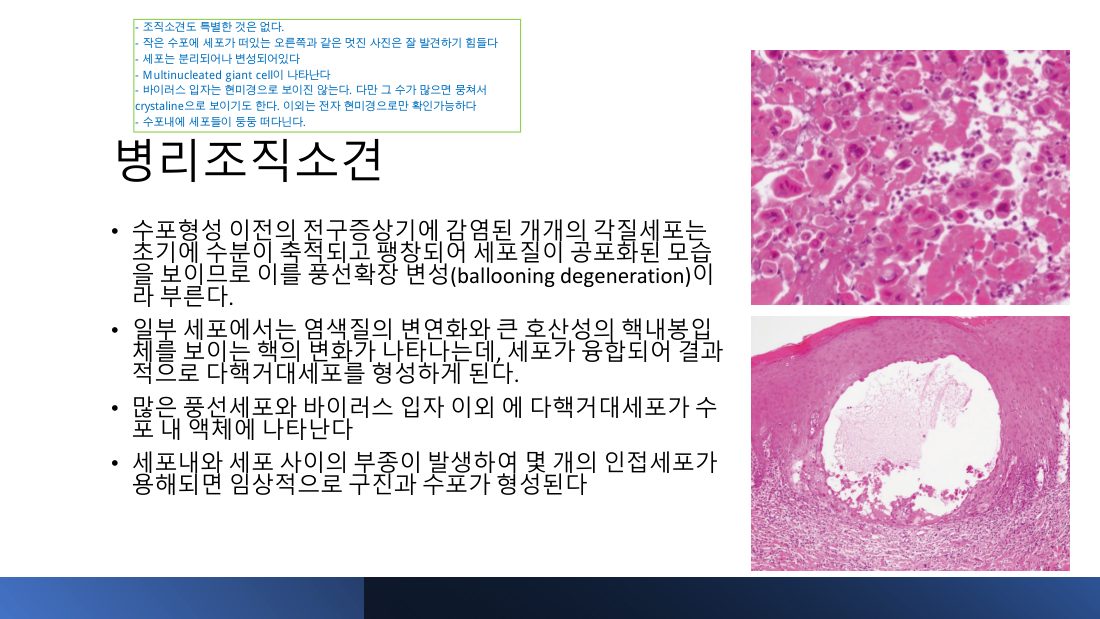 - 조직소견도 특별한 것은 없다.
- 작은 수포에 세포가 떠있는 오른쪽과 같은 멋진 사진은 잘 발견하기 힘들다
- 세포는 분리되어나 변성되어있다
- Multinucleated giant cell이 나타난다
- 바이러스 입자는 현미경으로 보이진 않는다. 다만 그 수가 많으면 뭉쳐서
crystaline으로 보이기도 한다. 이외는 전자 현미경으로만 확인가능하다
- 수포내에 세포들이 둥둥 떠다닌다.
병리조직소견
• 수포형성 이전의 전구증상기에 감염된 개개의 각질세포는
초기에 수분이 축적되고 팽창되어 세포질이 공포화된 모습
을 보이므로 이를 풍선확장 변성(ballooning degeneration)이
라 부른다.
• 일부 세포에서는 염색질의 변연화와 큰 호산성의 핵내봉입
체를 보이는 핵의 변화가 나타나는데, 세포가 융합되어 결과
적으로 다핵거대세포를 형성하게 된다.
• 많은 풍선세포와 바이러스 입자 이외 에 다핵거대세포가 수
포 내 액체에 나타난다
• 세포내와 세포 사이의 부종이 발생하여 몇 개의 인접세포가
용해되면 임상적으로 구진과 수포가 형성된다